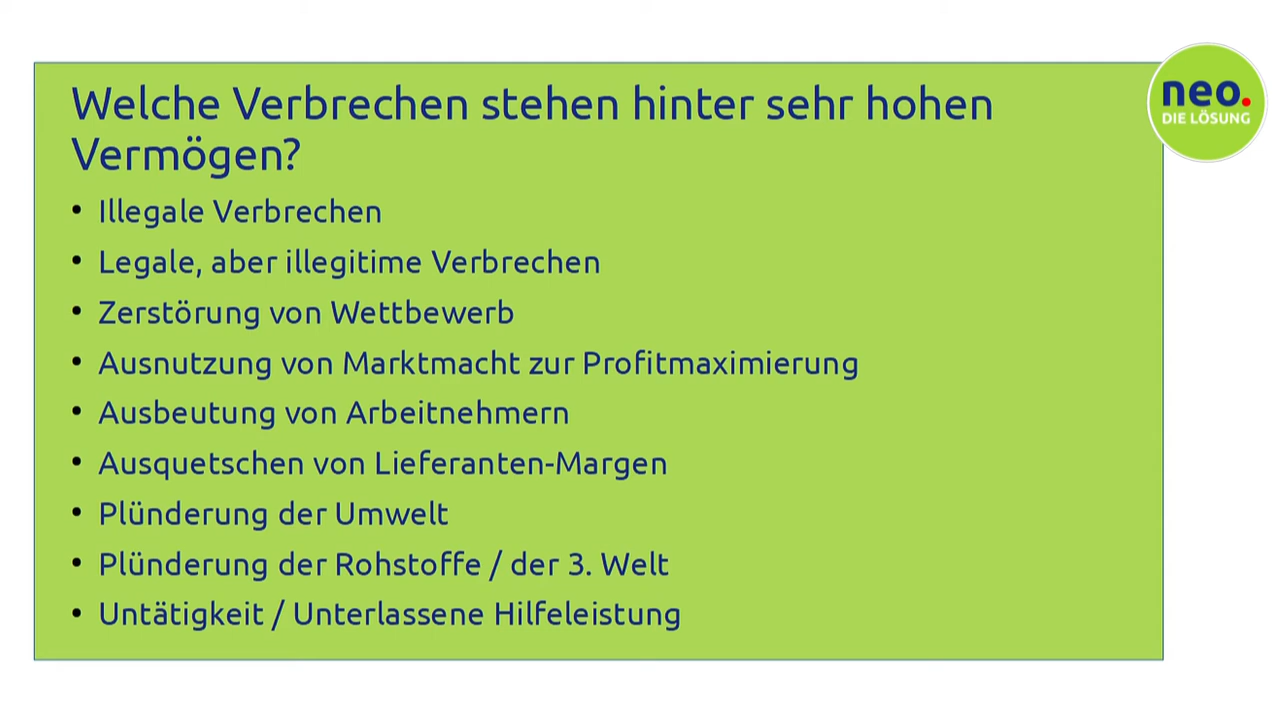 Welche Verbrechen stehen hinter sehr hohen
Vermögen?
• Illegale Verbrechen
• Legale, aber illegitime Verbrechen
• Zerstörung von Wettbewerb
• Ausnutzung von Marktmacht zur Profitmaximierung
• Ausbeutung von Arbeitnehmern
• Ausquetschen von Lieferanten-Margen
• Plünderung der Umwelt
• Plünderung der Rohstoffe / der 3. Welt
• Untätigkeit / Unterlassene Hilfeleistung
neo.
DIE LÖSUNG